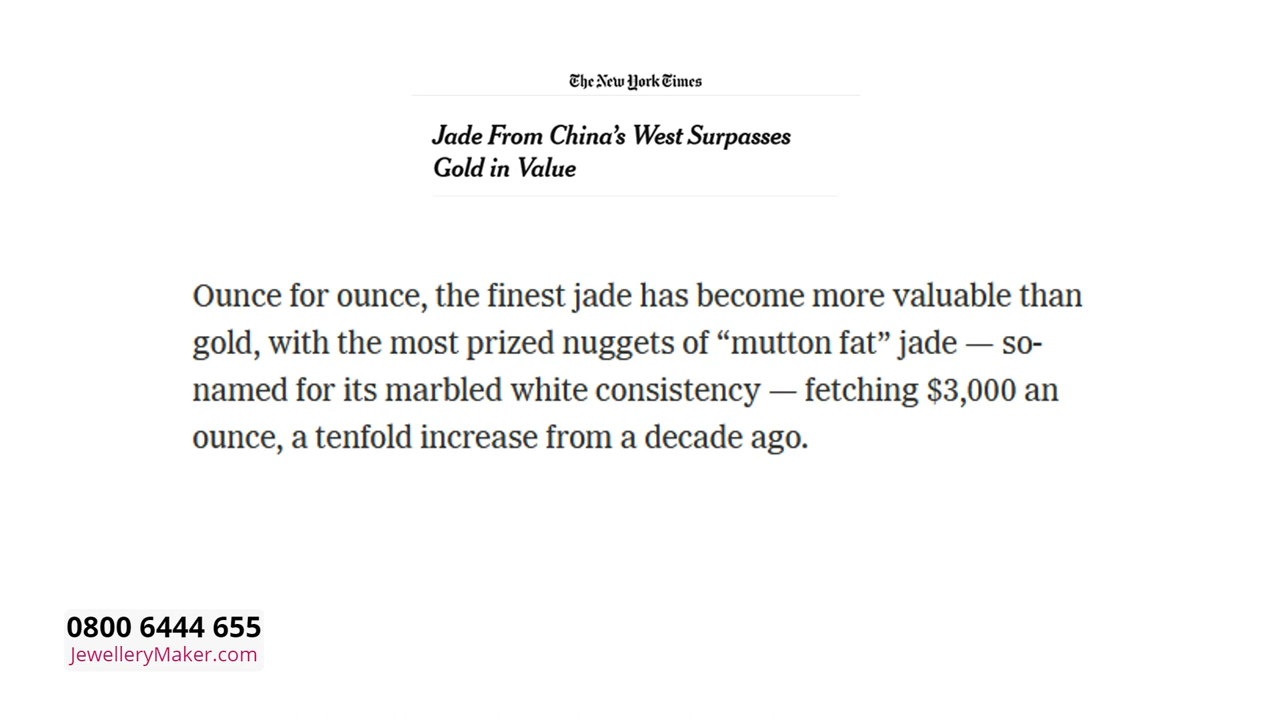 The New York Times
Jade From China's West Surpasses
Gold in Value
Ounce for ounce, the finest jade has become more valuable than
gold, with the most prized nuggets of “mutton fat” jade — so-
named for its marbled white consistency — fetching $3,000 an
ounce, a tenfold increase from a decade ago.
0800 6444 655
JewelleryMaker.com